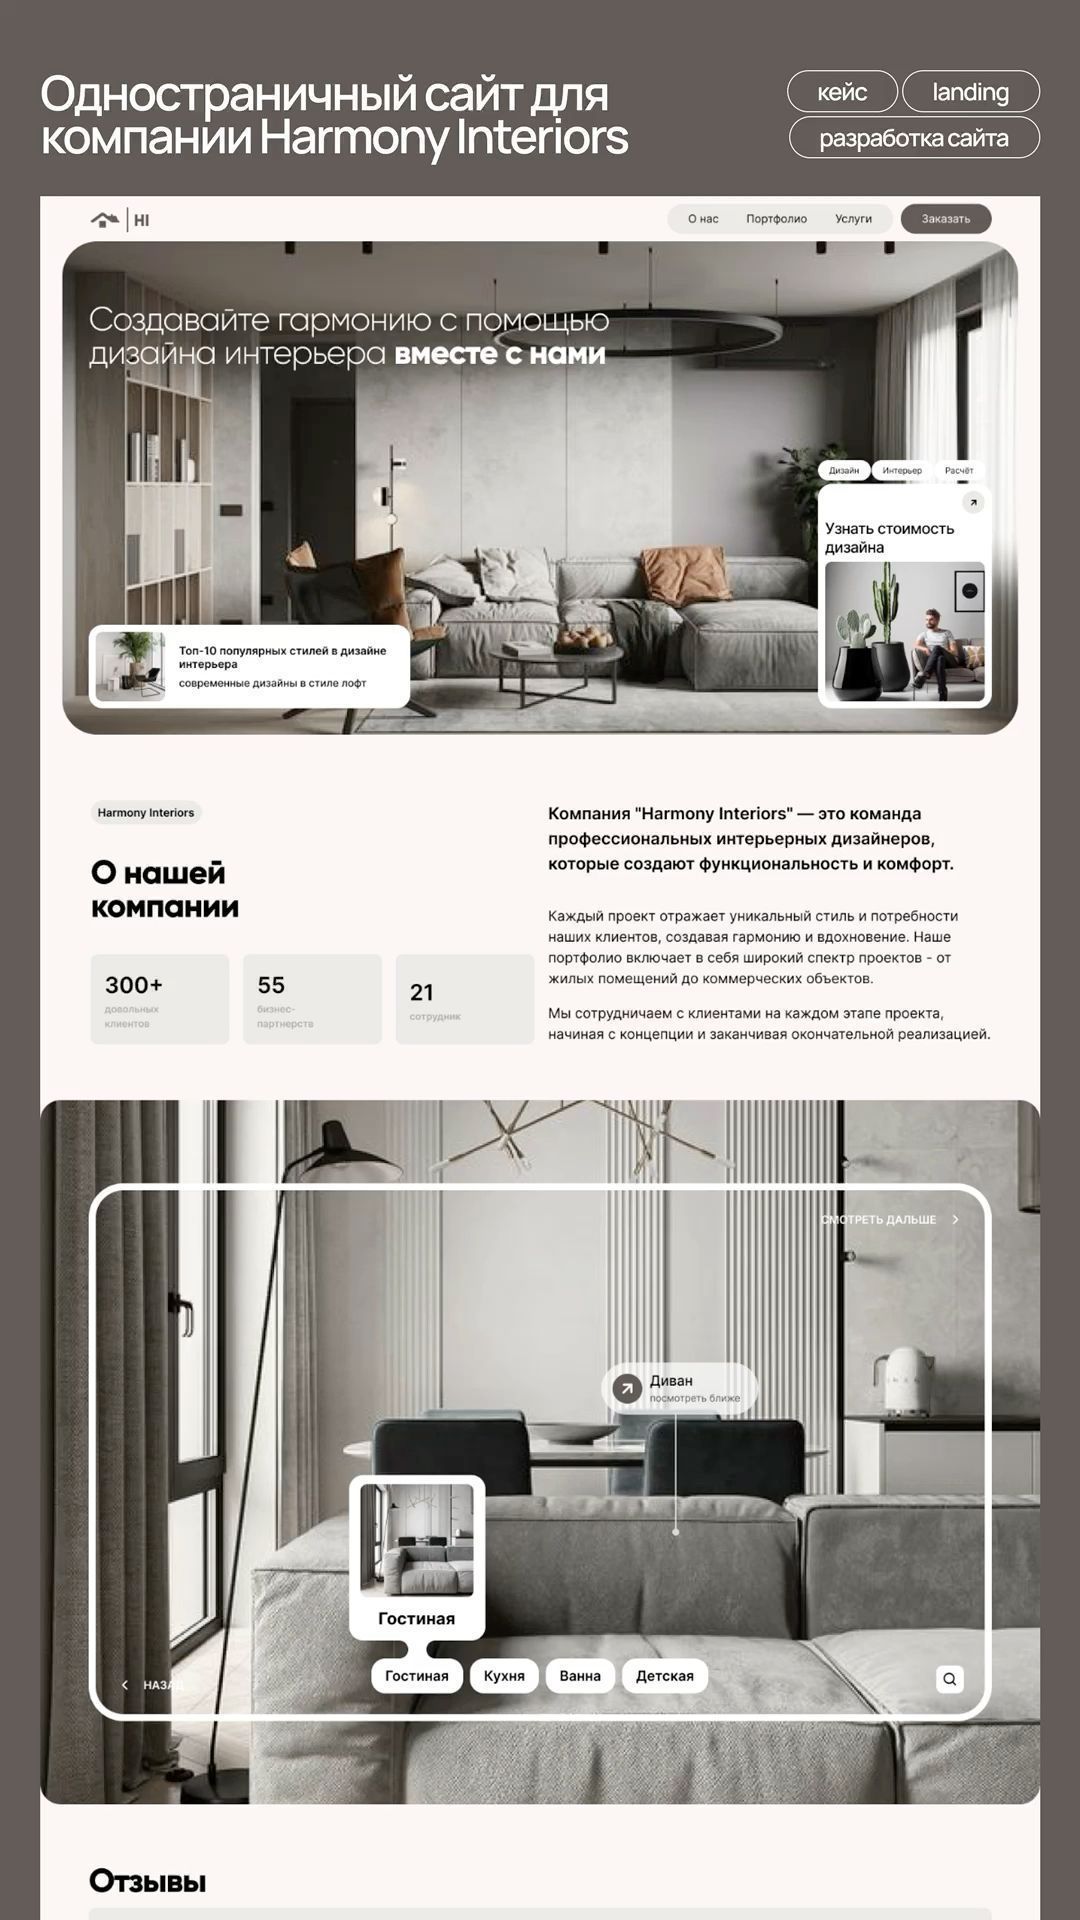 Одностраничный сайт для
компании Harmony Interiors
кейс
landing
разработка сайта
HI
О нас
Портфолио
Услуги
Заказать
Создавайте гармонию с помощью
дизайна интерьера вместе с нами
Дизайн
Интерьер
Расчёт
Узнать стоимость
дизайна
Топ-10 популярных стилей в дизайне
интерьера
современные дизайны в стиле лофт
Harmony Interiors
О нашей
компании
300+
довольных
клиентов
55
бизнес-
партнерств
21
сотрудник
Компания "Harmony Interiors" — это команда
профессиональных интерьерных дизайнеров,
которые создают функциональность и комфорт.
Каждый проект отражает уникальный стиль и потребности
наших клиентов, создавая гармонию и вдохновение. Наше
портфолио включает в себя широкий спектр проектов - от
жилых помещений до коммерческих объектов.
Мы сотрудничаем с клиентами на каждом этапе проекта,
начиная с концепции и заканчивая окончательной реализацией.
СМОТРЕТЬ ДАЛЬШЕ
Диван
посмотреть ближе
Гостиная
Гостиная
Кухня
Ванна
Детская
НАЗАД
Отзывы